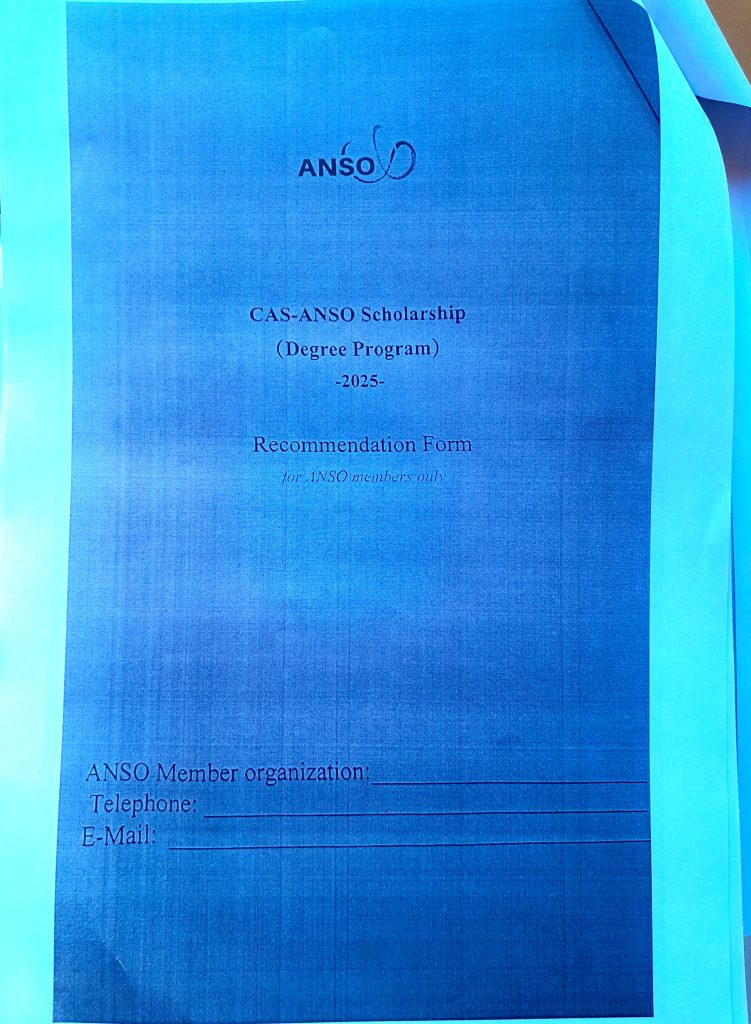 ANSO
CAS-ANSO Scholarship
(Degree Program)
-2025-
Recommendation Form
for ANSO members only
ANSO Member organization:
Telephone:
E-Mail: